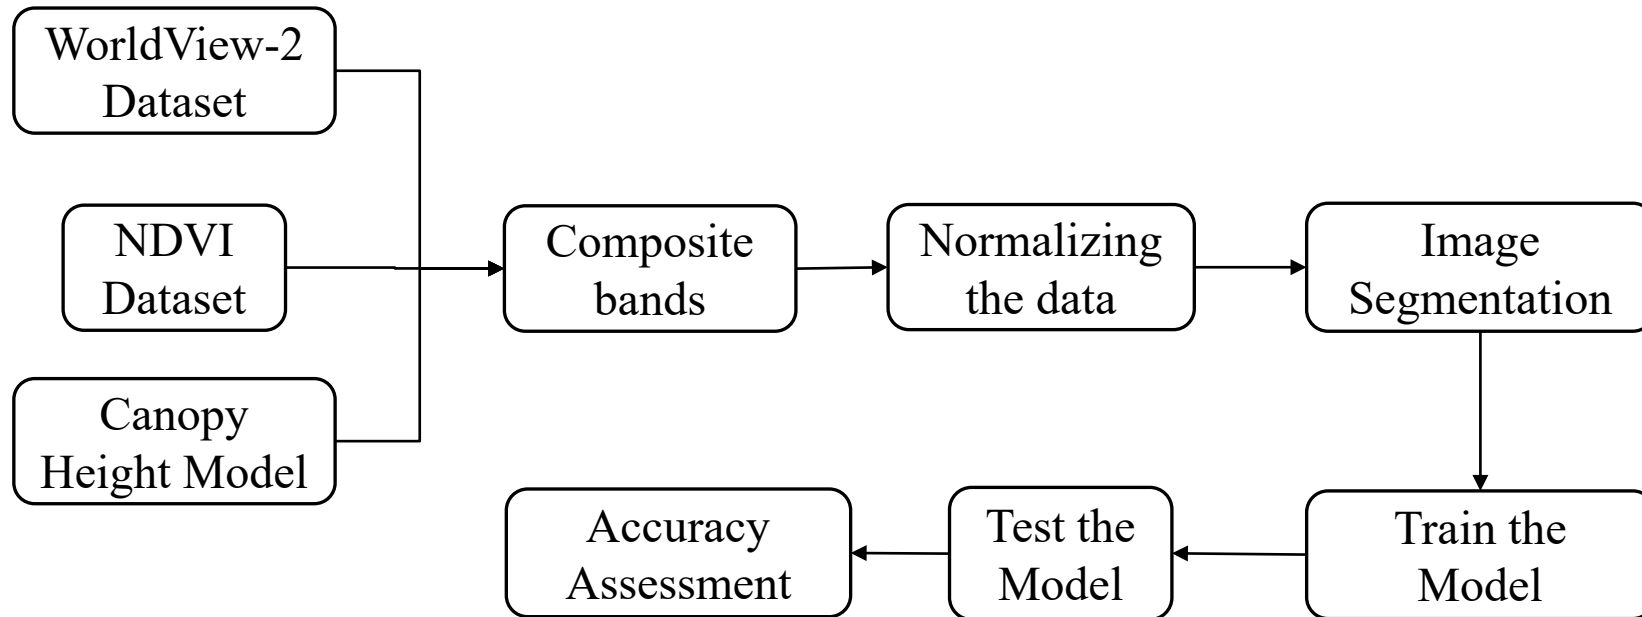 WorldView-2
Dataset
NDVI
Dataset
Canopy
Height Model
Composite
bands
Normalizing
the data
Image
Segmentation
Train the
Model
Test the
Model
Accuracy
Assessment